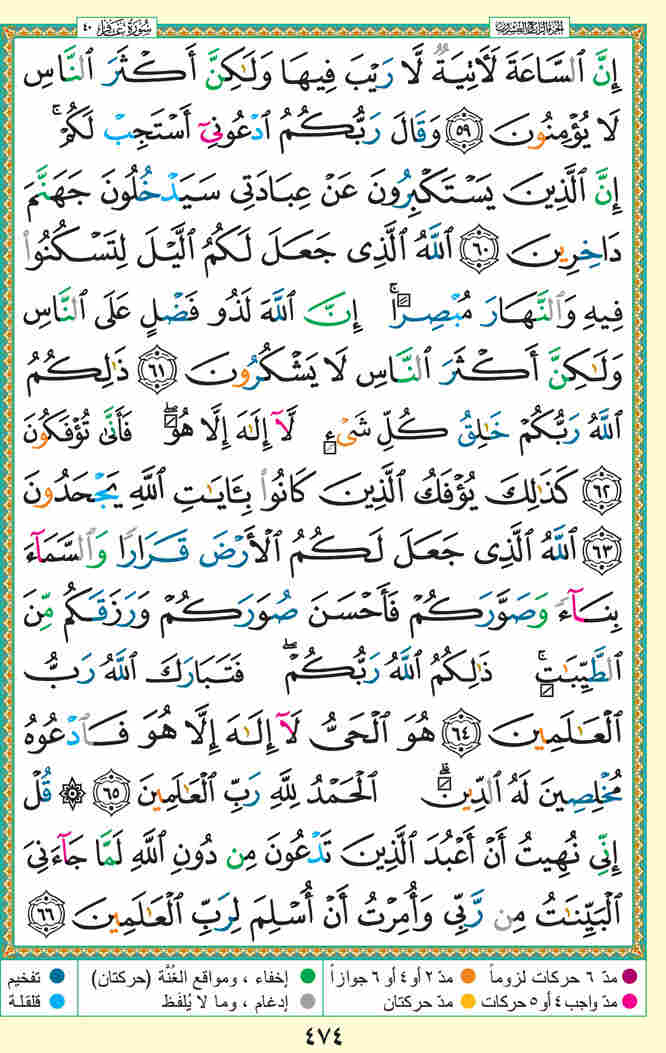 سُورَةُ غَافِر ٤٠
الجزء الرابع والعشرون
إِنَّ ٱلسَّاعَةَ لَـَٔاتِيَةٌ لَّا رَيْبَ فِيهَا وَلَـٰكِنَّ أَكْثَرَ ٱلنَّاسِ
لَا يُؤْمِنُونَ ٥٩ وَقَالَ رَبُّكُمُ ٱدْعُونِىٓ أَسْتَجِبْ لَكُمْ ۚ
إِنَّ ٱلَّذِينَ يَسْتَكْبِرُونَ عَنْ عِبَادَتِى سَيَدْخُلُونَ جَهَنَّمَ
دَاخِرِينَ ٦٠ ٱللَّهُ ٱلَّذِى جَعَلَ لَكُمُ ٱلَّيْلَ لِتَسْكُنُوا۟
فِيهِ وَٱلنَّهَارَ مُبْصِرًا ۚ إِنَّ ٱللَّهَ لَذُو فَضْلٍ عَلَى ٱلنَّاسِ
وَلَـٰكِنَّ أَكْثَرَ ٱلنَّاسِ لَا يَشْكُرُونَ ٦١ ذَٰلِكُمُ
ٱللَّهُ رَبُّكُمْ خَـٰلِقُ كُلِّ شَىْءٍ لَّآ إِلَـٰهَ إِلَّا هُوَ ۖ فَأَنَّىٰ تُؤْفَكُونَ
٦٢ كَذَٰلِكَ يُؤْفَكُ ٱلَّذِينَ كَانُوا۟ بِـَٔايَـٰتِ ٱللَّهِ يَجْحَدُونَ
٦٣ ٱللَّهُ ٱلَّذِى جَعَلَ لَكُمُ ٱلْأَرْضَ قَرَارًا وَٱلسَّمَآءَ
بِنَآءً وَصَوَّرَكُمْ فَأَحْسَنَ صُوَرَكُمْ وَرَزَقَكُم مِّنَ
ٱلطَّيِّبَـٰتِ ۚ ذَٰلِكُمُ ٱللَّهُ رَبُّكُمْ ۖ فَتَبَارَكَ ٱللَّهُ رَبُّ
ٱلْعَـٰلَمِينَ ٦٤ هُوَ ٱلْحَىُّ لَآ إِلَـٰهَ إِلَّا هُوَ فَٱدْعُوهُ
مُخْلِصِينَ لَهُ ٱلدِّينَ ۗ ٱلْحَمْدُ لِلَّهِ رَبِّ ٱلْعَـٰلَمِينَ ٦٥ ۞ قُلْ
إِنِّى نُهِيتُ أَنْ أَعْبُدَ ٱلَّذِينَ تَدْعُونَ مِن دُونِ ٱللَّهِ لَمَّا جَآءَنِىَ
ٱلْبَيِّنَـٰتُ مِن رَّبِّى وَأُمِرْتُ أَنْ أُسْلِمَ لِرَبِّ ٱلْعَـٰلَمِينَ ٦٦
مدّ ٦ حركات لزوماً مدّ ٢ أو ٤ أو ٦ جوازاً إخفاء ، ومواقع الغُنَّة (حركتان) تفخيم
مدّ واجب ٤ أو ٥ حركات مدّ حركتان إدغام ، وما لا يُلفَظ قلقلة
٤٧٤